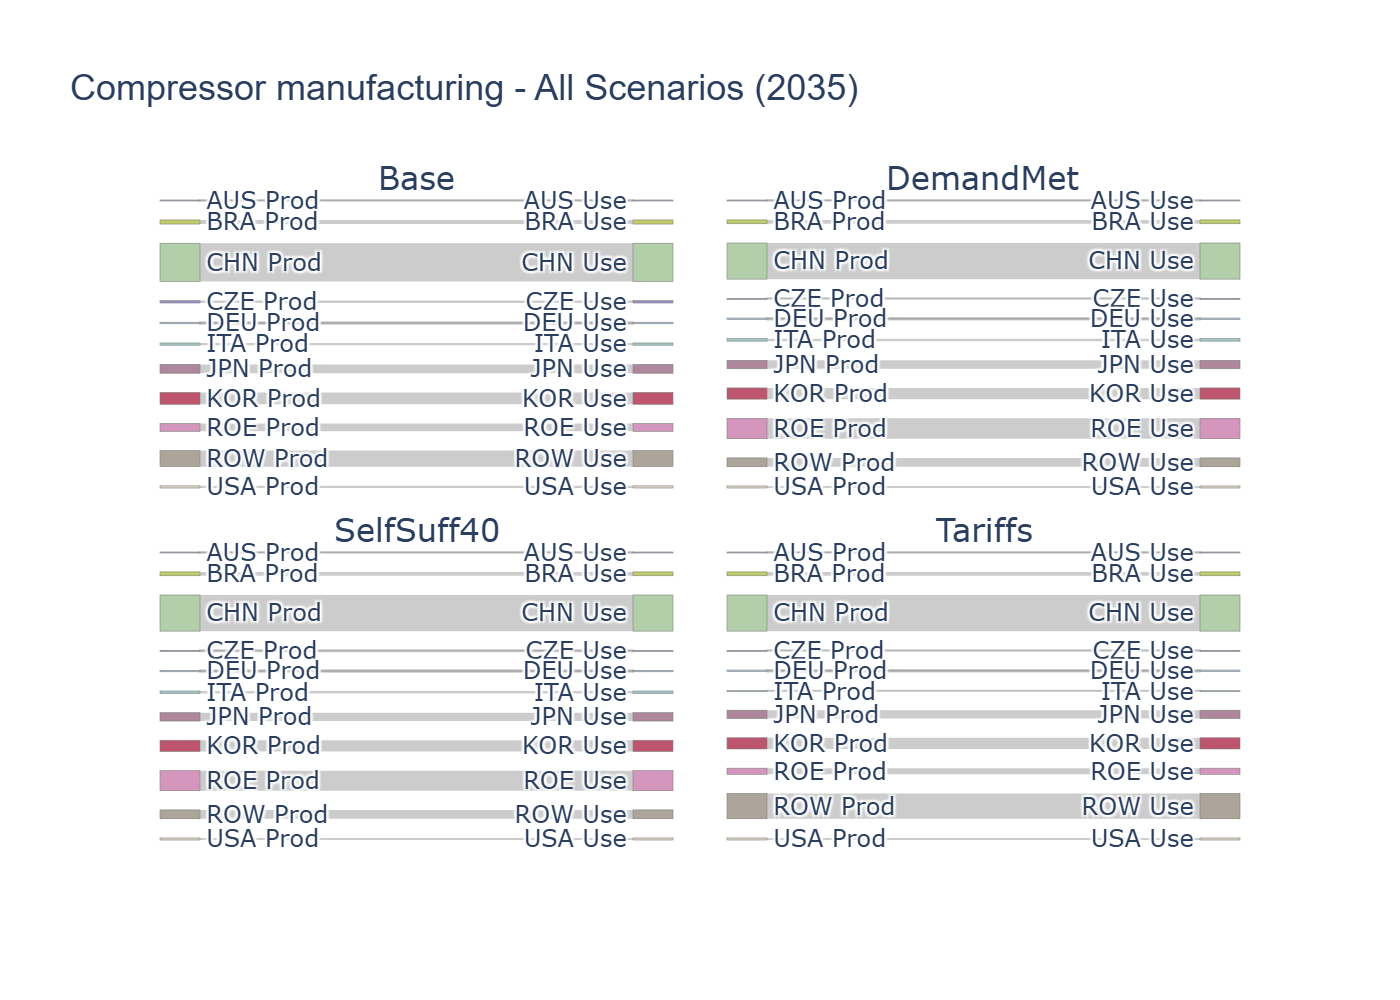 Compressor manufacturing - All Scenarios (2035)
Base
AUS Prod AUS Use
BRA Prod BRA Use
CHN Prod CHN Use
CZE Prod CZE Use
DEU Prod DEU Use
ITA Prod ITA Use
JPN Prod JPN Use
KOR Prod KOR Use
ROE Prod ROE Use
ROW Prod ROW Use
USA Prod USA Use
DemandMet
AUS Prod AUS Use
BRA Prod BRA Use
CHN Prod CHN Use
CZE Prod CZE Use
DEU Prod DEU Use
ITA Prod ITA Use
JPN Prod JPN Use
KOR Prod KOR Use
ROE Prod ROE Use
ROW Prod ROW Use
USA Prod USA Use
SelfSuff40
AUS Prod AUS Use
BRA Prod BRA Use
CHN Prod CHN Use
CZE Prod CZE Use
DEU Prod DEU Use
ITA Prod ITA Use
JPN Prod JPN Use
KOR Prod KOR Use
ROE Prod ROE Use
ROW Prod ROW Use
USA Prod USA Use
Tariffs
AUS Prod AUS Use
BRA Prod BRA Use
CHN Prod CHN Use
CZE Prod CZE Use
DEU Prod DEU Use
ITA Prod ITA Use
JPN Prod JPN Use
KOR Prod KOR Use
ROE Prod ROE Use
ROW Prod ROW Use
USA Prod USA Use